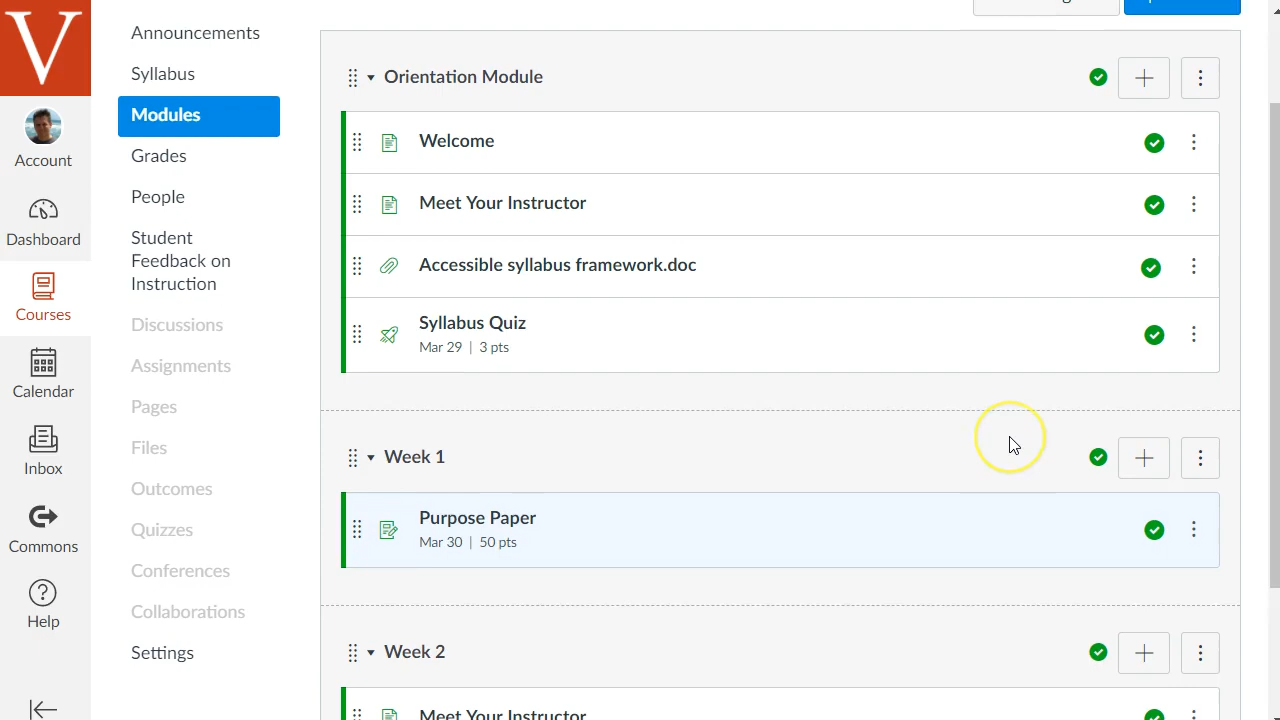 V
Account
Dashboard
Courses
Calendar
Inbox
Commons
Help
Announcements
Syllabus
Modules
Grades
People
Student
Feedback on
Instruction
Discussions
Assignments
Pages
Files
Outcomes
Quizzes
Conferences
Collaborations
Settings
Orientation Module
Welcome
Meet Your Instructor
Accessible syllabus framework.doc
Syllabus Quiz
Mar 29 | 3 pts
Week 1
Purpose Paper
Mar 30 | 50 pts
Week 2
Meet Your Instructor